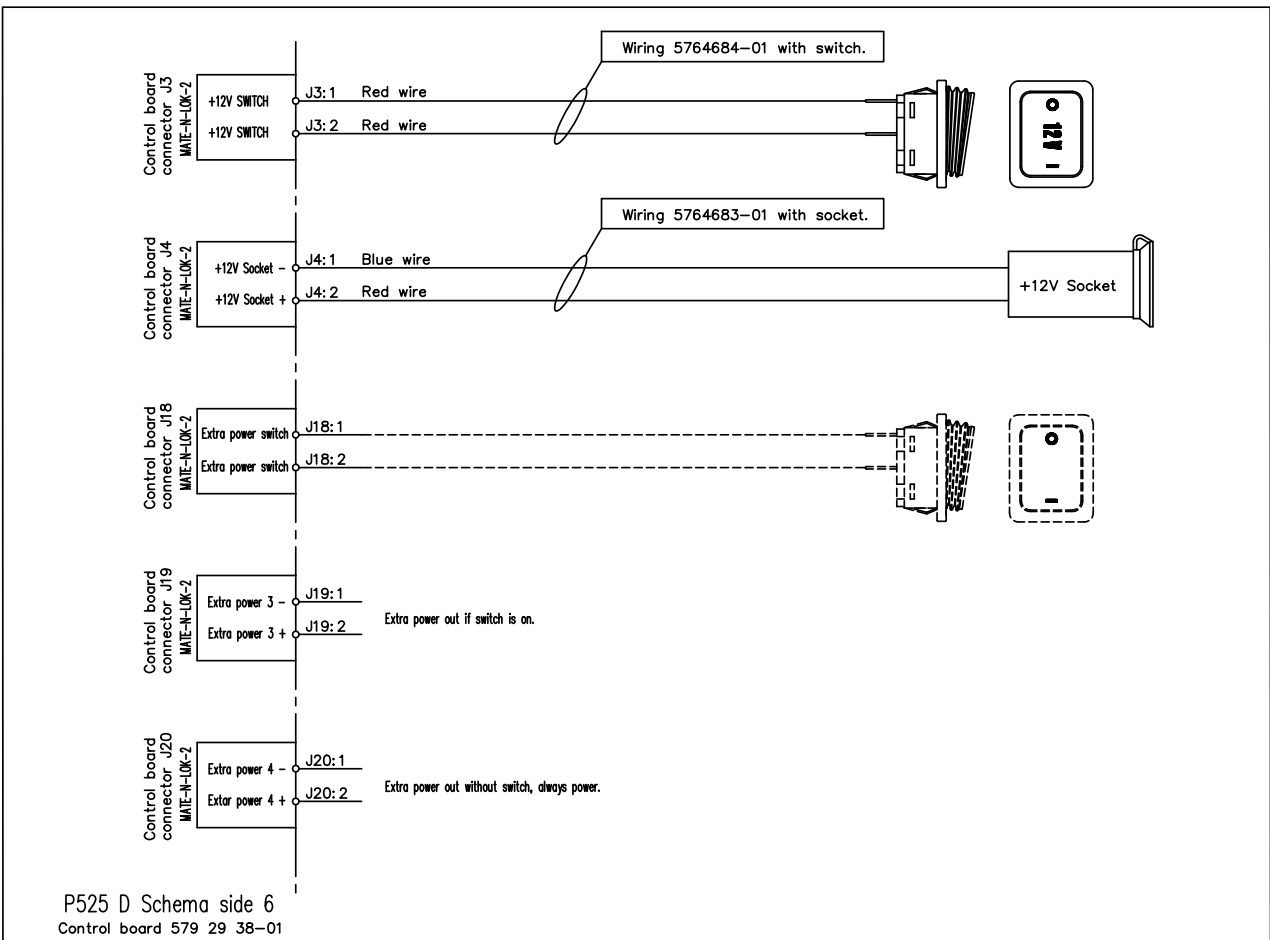 Wiring 5764684-01 with switch.
Control board
connector J3
MATE-N-LOK-2
+12V SWITCH
J3:1 Red wire
+12V SWITCH
J3:2 Red wire
12V
Wiring 5764683-01 with socket.
Control board
connector J4
MATE-N-LOK-2
+12V Socket -
J4:1 Blue wire
+12V Socket +
J4:2 Red wire
+12V Socket
Control board
connector J18
MATE-N-LOK-2
Extra power switch
J18:1
Extra power switch
J18:2
Control board
connector J19
MATE-N-LOK-2
Extra power 3 -
J19:1
Extra power 3 +
J19:2
Extra power out if switch is on.
Control board
connector J20
MATE-N-LOK-2
Extra power 4 -
J20:1
Extar power 4 +
J20:2
Extra power out without switch, always power.
P525 D Schema side 6
Control board 579 29 38-01